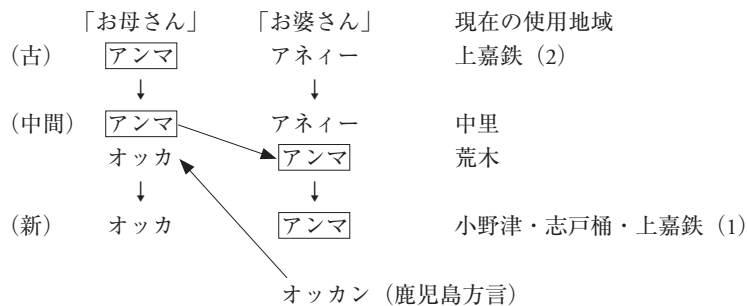 「お母さん」 「お婆さん」 現在の使用地域
(古) アンマ アネィー 上嘉鉄(2)
↓ ↓
(中間) アンマ アネィー 中里
オッカ アンマ 荒木
↓ ↓
(新) オッカ アンマ 小野津・志戸桶・上嘉鉄(1)
オッカン(鹿児島方言)